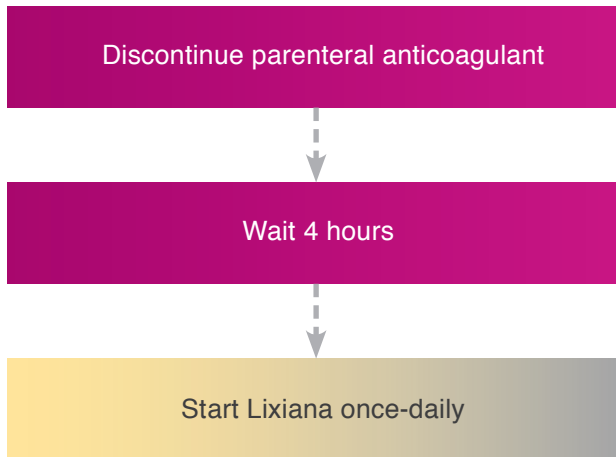 Discontinue parenteral anticoagulant
Wait 4 hours
Start Lixiana once-daily